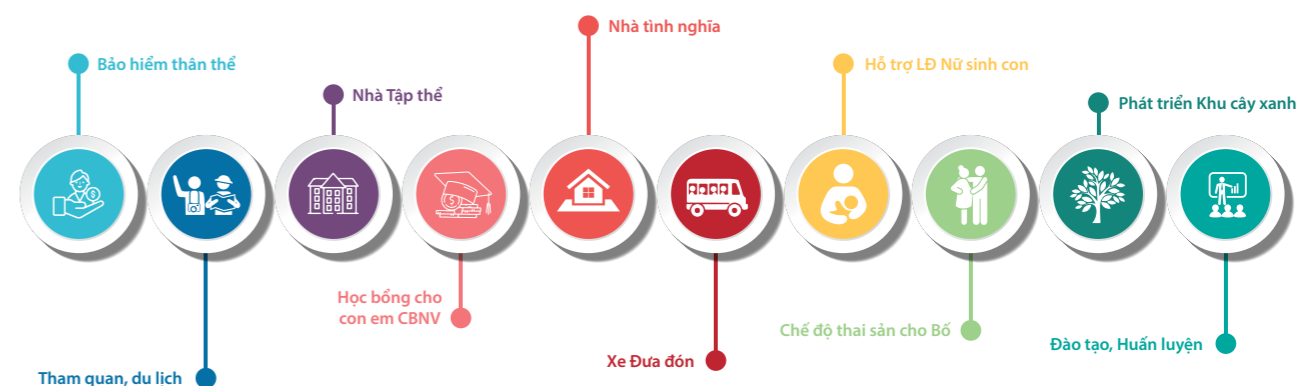 Bảo hiểm thân thể
Tham quan, du lịch
Nhà Tập thể
Học bổng cho
con em CBNV
Nhà tình nghĩa
Xe Đưa đón
Hỗ trợ LĐ Nữ sinh con
Chế độ thai sản cho Bố
Phát triển Khu cây xanh
Đào tạo, Huấn luyện